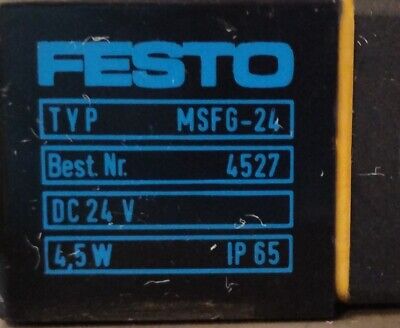 FESTO
TYP MSFG-24
Best. Nr. 4527
DC 24 V
4,5 W IP 65